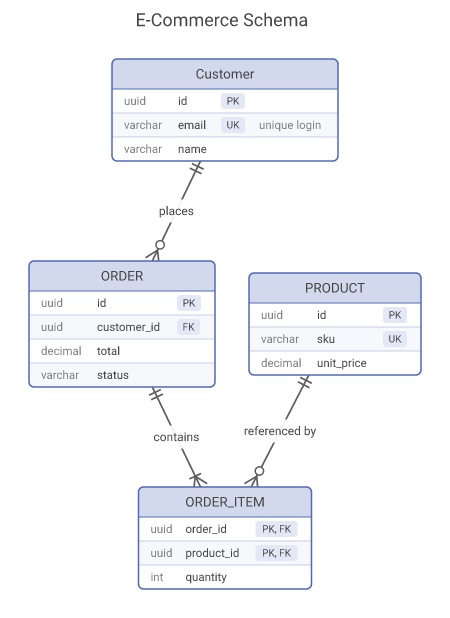 E-Commerce Schema
Customer
uuid id PK
varchar email UK unique login
varchar name
places
ORDER
uuid id PK
uuid customer_id FK
decimal total
varchar status
PRODUCT
uuid id PK
varchar sku UK
decimal unit_price
contains
referenced by
ORDER_ITEM
uuid order_id PK, FK
uuid product_id PK, FK
int quantity